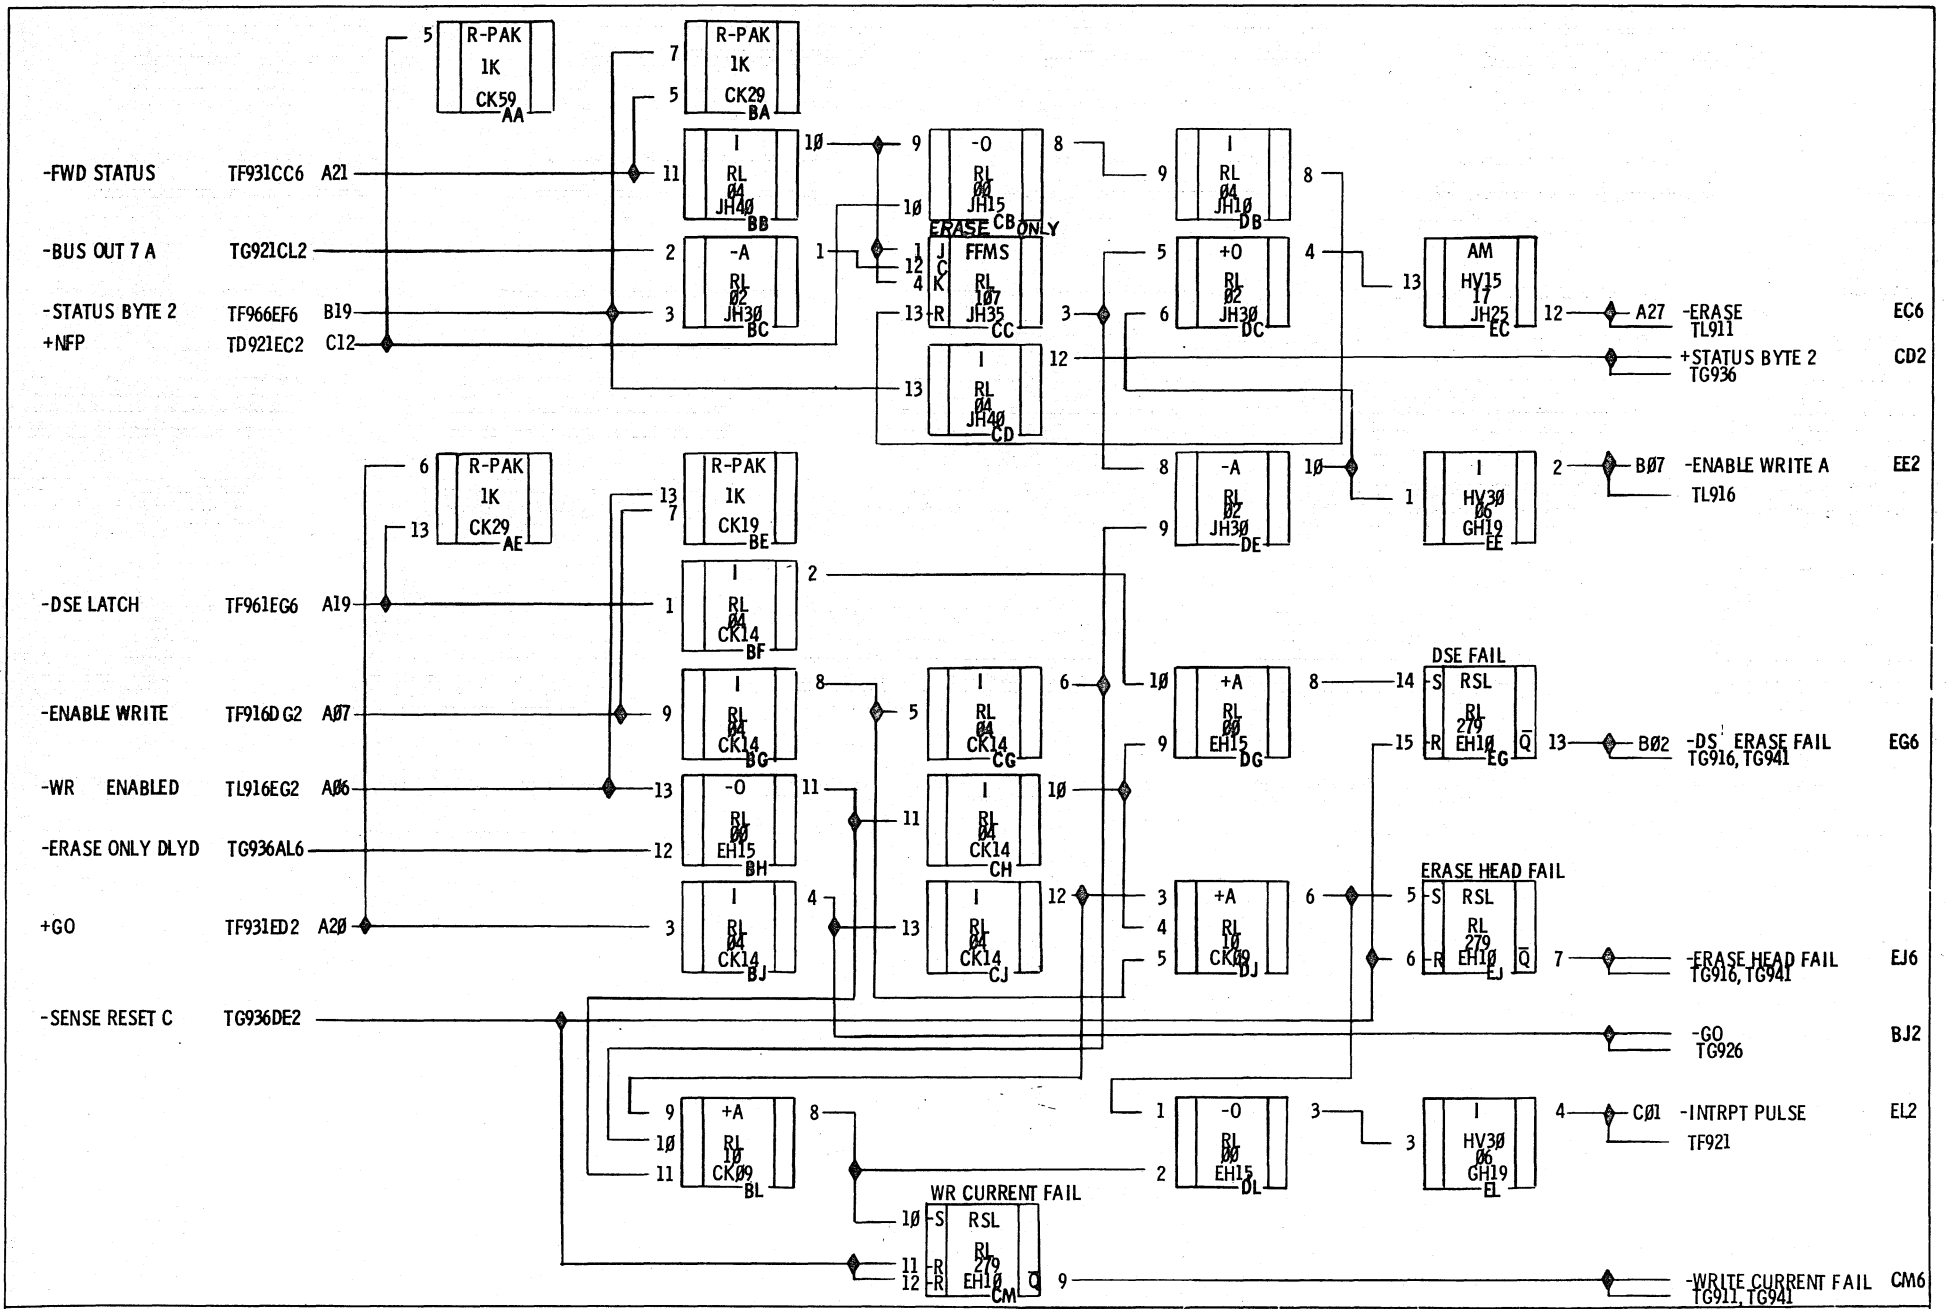 5 R-PAK
1K
CK59
AA
7 R-PAK
5 1K
CK29
BA
-FWD STATUS TF931CC6 A21
11 I 1Ø
RL
Ø4
JH4Ø
BB
9 -O 8
1Ø RL
ØØ
JH15
CB
9 I 8
RL
Ø4
JH1Ø
DB
-BUS OUT 7 A TG921CL2
-STATUS BYTE 2 TF966EF6 B19
+NFP TD921EC2 C12
2 -A 1
3 RL
Ø2
JH3Ø
BC
ERASE ONLY
1 J FFMS
12 C
4 K RL
1Ø7
13 -R JH35 3
CC
5 +O 4
6 RL
Ø2
JH3Ø
DC
13 AM
HV15
17
JH25 12
EC
A27 -ERASE EC6
TL911
13 I 12
RL
Ø4
JH4Ø
CD
+STATUS BYTE 2 CD2
TG936
6 R-PAK
1K
13 CK29
AE
R-PAK
13 1K
7
CK19
BE
8 -A 1Ø
RL
Ø2
9 JH3Ø
DE
1 I 2
HV3Ø
Ø6
GH19
EE
BØ7 -ENABLE WRITE A EE2
TL916
-DSE LATCH TF961EG6 A19
1 I 2
RL
Ø4
CK14
BF
-ENABLE WRITE TF916DG2 AØ7
9 I 8
RL
Ø4
CK14
BG
5 I 6
RL
Ø4
CK14
CG
1Ø +A 8
9 RL
ØØ
EH15
DG
DSE FAIL
14 -S RSL
RL
279
15 -R EH1Ø Q̅ 13
EG
BØ2 -DS ERASE FAIL EG6
TG916, TG941
-WR ENABLED TL916EG2 AØ6
-ERASE ONLY DLYD TG936AL6
13 -O 11
12 RL
ØØ
EH15
BH
11 I 1Ø
RL
Ø4
CK14
CH
+GO TF931ED2 A2Ø
3 I 4
RL
Ø4
CK14
BJ
13 I 12
RL
Ø4
CK14
CJ
3 +A 6
4 RL
1Ø
5 CKØ9
DJ
ERASE HEAD FAIL
5 -S RSL
RL
279
6 -R EH1Ø Q̅ 7
EJ
-ERASE HEAD FAIL EJ6
TG916, TG941
-SENSE RESET C TG936DE2
-GO BJ2
TG926
9 +A 8
1Ø RL
1Ø
11 CKØ9
BL
1 -O 3
2 RL
ØØ
EH15
DL
3 I 4
HV3Ø
Ø6
GH19
EL
CØ1 -INTRPT PULSE EL2
TF921
WR CURRENT FAIL
1Ø -S RSL
RL
11 -R 279
12 -R EH1Ø Q̅ 9
CM
-WRITE CURRENT FAIL CM6
TG911, TG941